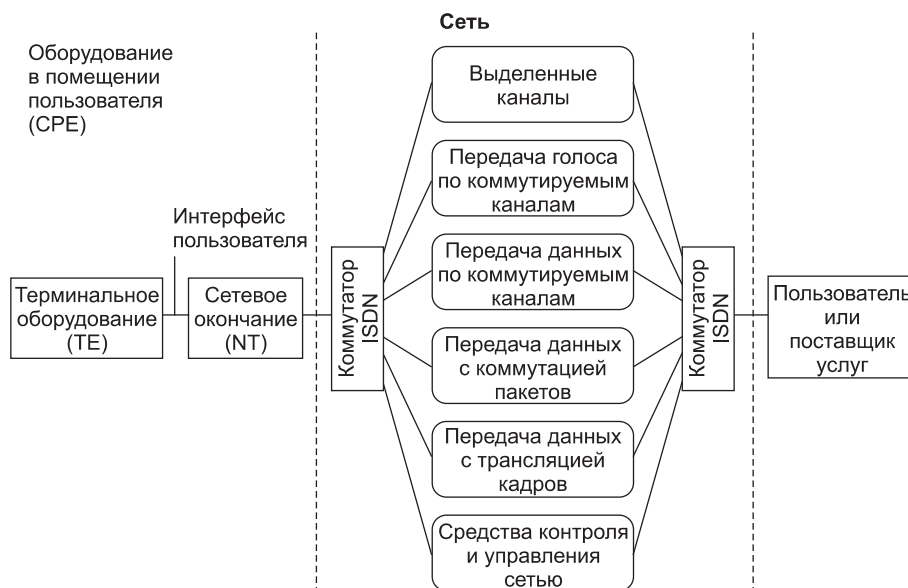 Сеть
Оборудование
в помещении
пользователя
(CPE)
Интерфейс
пользователя
Терминальное
оборудование
(TE)
Сетевое
окончание
(NT)
Коммутатор
ISDN
Выделенные
каналы
Передача голоса
по коммутируемым
каналам
Передача данных
по коммутируемым
каналам
Передача данных
с коммутацией
пакетов
Передача данных
с трансляцией
кадров
Средства контроля
и управления
сетью
Коммутатор
ISDN
Пользователь
или
поставщик
услуг